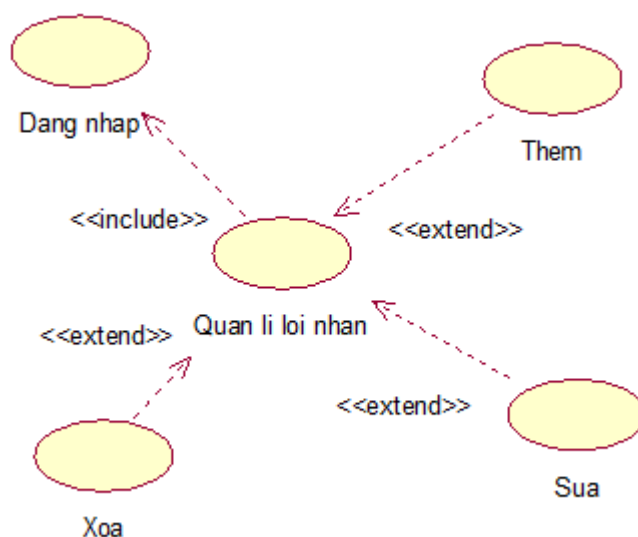 Dang nhap
Them
<<include>>
<<extend>>
Quan li loi nhan
<<extend>>
<<extend>>
Sua
Xoa